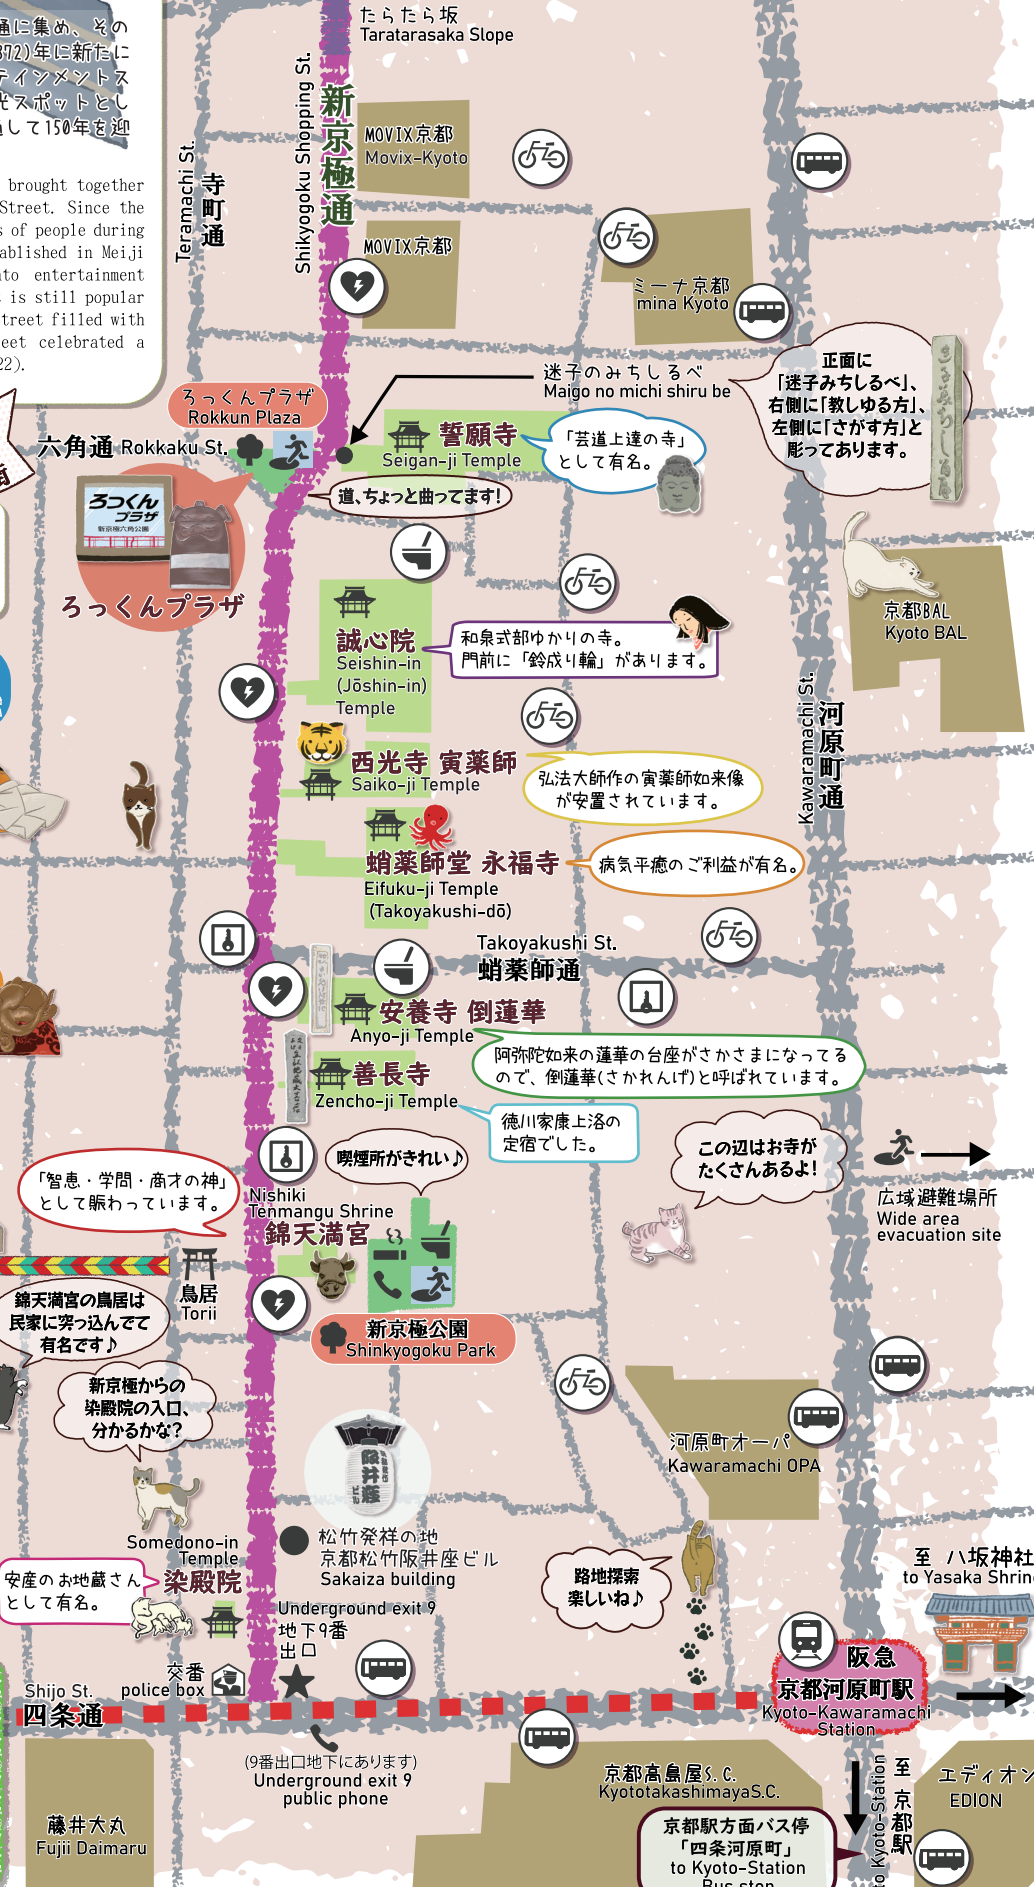 通に集め、その
872)年に新たに
テインメントス
光スポットとし
通して150年を迎
brought together
Street. Since the
s of people during
ablished in Meiji
nto entertainment
t is still popular
treet filled with
eet celebrated a
22).
たらたら坂
Taratarasaka Slope
Shikyogoku Shopping St.
新京極通
Teramachi St.
寺町通
MOVIX京都
Movix-Kyoto
MOVIX京都
ミーナ京都
mina Kyoto
迷子のみちしるべ
Maigo no michi shiru be
正面に
「迷子みちしるべ」、
右側に「教しゆる方」、
左側に「さがす方」と
彫ってあります。
ろっくんプラザ
Rokkun Plaza
六角通 Rokkaku St.
誓願寺
Seigan-ji Temple
「芸道上達の寺」
として有名。
道、ちょっと曲ってます!
ろっくん
プラザ
新京極六角公園
ろっくんプラザ
京都BAL
Kyoto BAL
誠心院
Seishin-in
(Jōshin-in)
Temple
和泉式部ゆかりの寺。
門前に「鈴成り輪」があります。
Kawaramachi St.
河原町通
西光寺 寅薬師
Saiko-ji Temple
弘法大師作の寅薬師如来像
が安置されています。
蛸薬師堂 永福寺
Eifuku-ji Temple
(Takoyakushi-dō)
病気平癒のご利益が有名。
Takoyakushi St.
蛸薬師通
安養寺 倒蓮華
Anyo-ji Temple
阿弥陀如来の蓮華の台座がさかさまになってる
ので、倒蓮華(さかれんげ)と呼ばれています。
善長寺
Zencho-ji Temple
徳川家康上洛の
定宿でした。
喫煙所がきれい♪
この辺はお寺が
たくさんあるよ!
広域避難場所
Wide area
evacuation site
「智恵・学問・商才の神」
として賑わっています。
Nishiki
Tenmangu Shrine
錦天満宮
鳥居
Torii
錦天満宮の鳥居は
民家に突っ込んでて
有名です♪
新京極公園
Shinkyogoku Park
新京極からの
染殿院の入口、
分かるかな?
河原町オーパ
Kawaramachi OPA
阪井座
松竹発祥の地
京都松竹阪井座ビル
Sakaiza building
Somedono-in
Temple
染殿院
安産のお地蔵さん
として有名。
路地探索
楽しいね♪
至 八坂神社
to Yasaka Shrine
Underground exit 9
地下9番
出口
交番
police box
Shijo St.
四条通
阪急
京都河原町駅
Kyoto-Kawaramachi
Station
(9番出口地下にあります)
Underground exit 9
public phone
藤井大丸
Fujii Daimaru
京都高島屋S.C.
KyototakashimayaS.C.
京都駅方面バス停
「四条河原町」
to Kyoto-Station
Bus stop
to Kyoto-Station
至 京都駅
エディオン
EDION